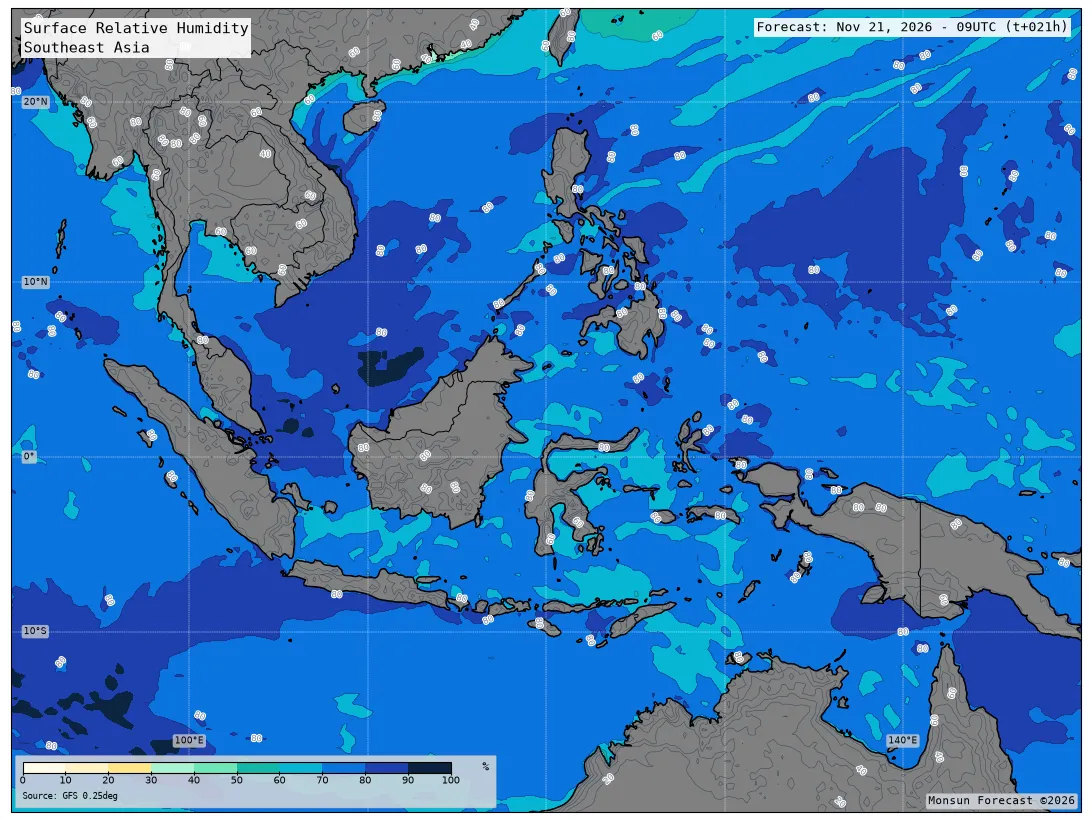 Surface Relative Humidity
Southeast Asia
Forecast: Nov 21, 2026 - 09UTC (t+021h)
20°N
10°N
0°
10°S
100°E
140°E
0 10 20 30 40 50 60 70 80 90 100
%
Source: GFS 0.25deg
Monsun Forecast ©2026